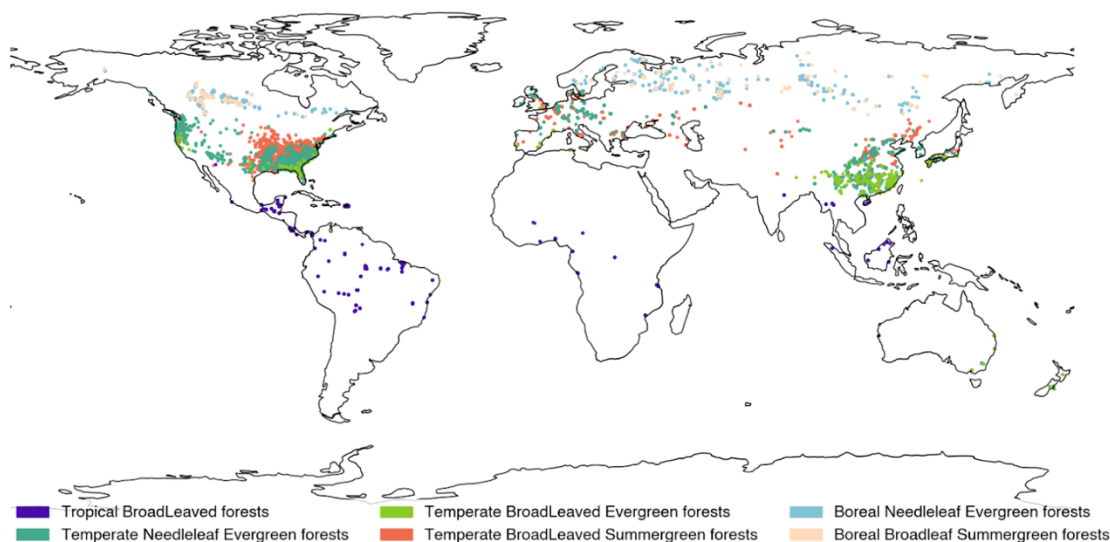 Tropical BroadLeaved forests
Temperate BroadLeaved Evergreen forests
Boreal Needleleaf Evergreen forests
Temperate Needleleaf Evergreen forests
Temperate BroadLeaved Summergreen forests
Boreal Broadleaf Summergreen forests